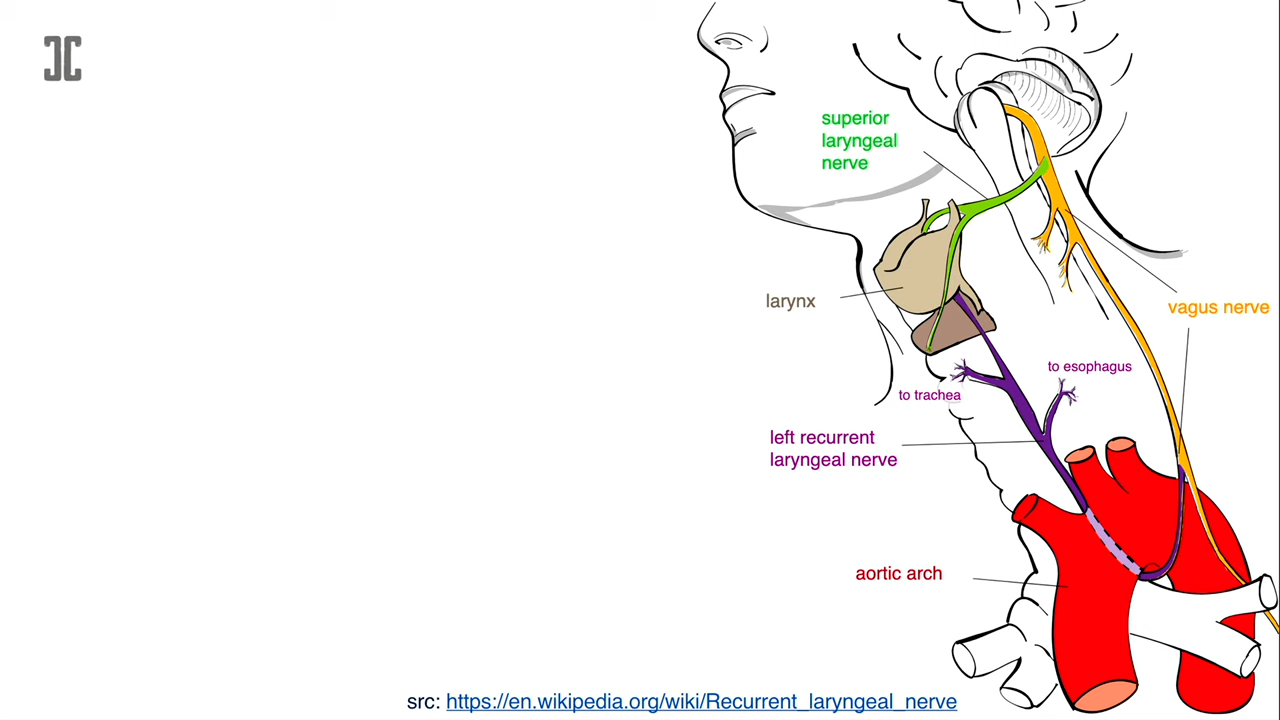 superior
laryngeal
nerve
larynx
vagus nerve
to esophagus
to trachea
left recurrent
laryngeal nerve
aortic arch
src: https://en.wikipedia.org/wiki/Recurrent_laryngeal_nerve